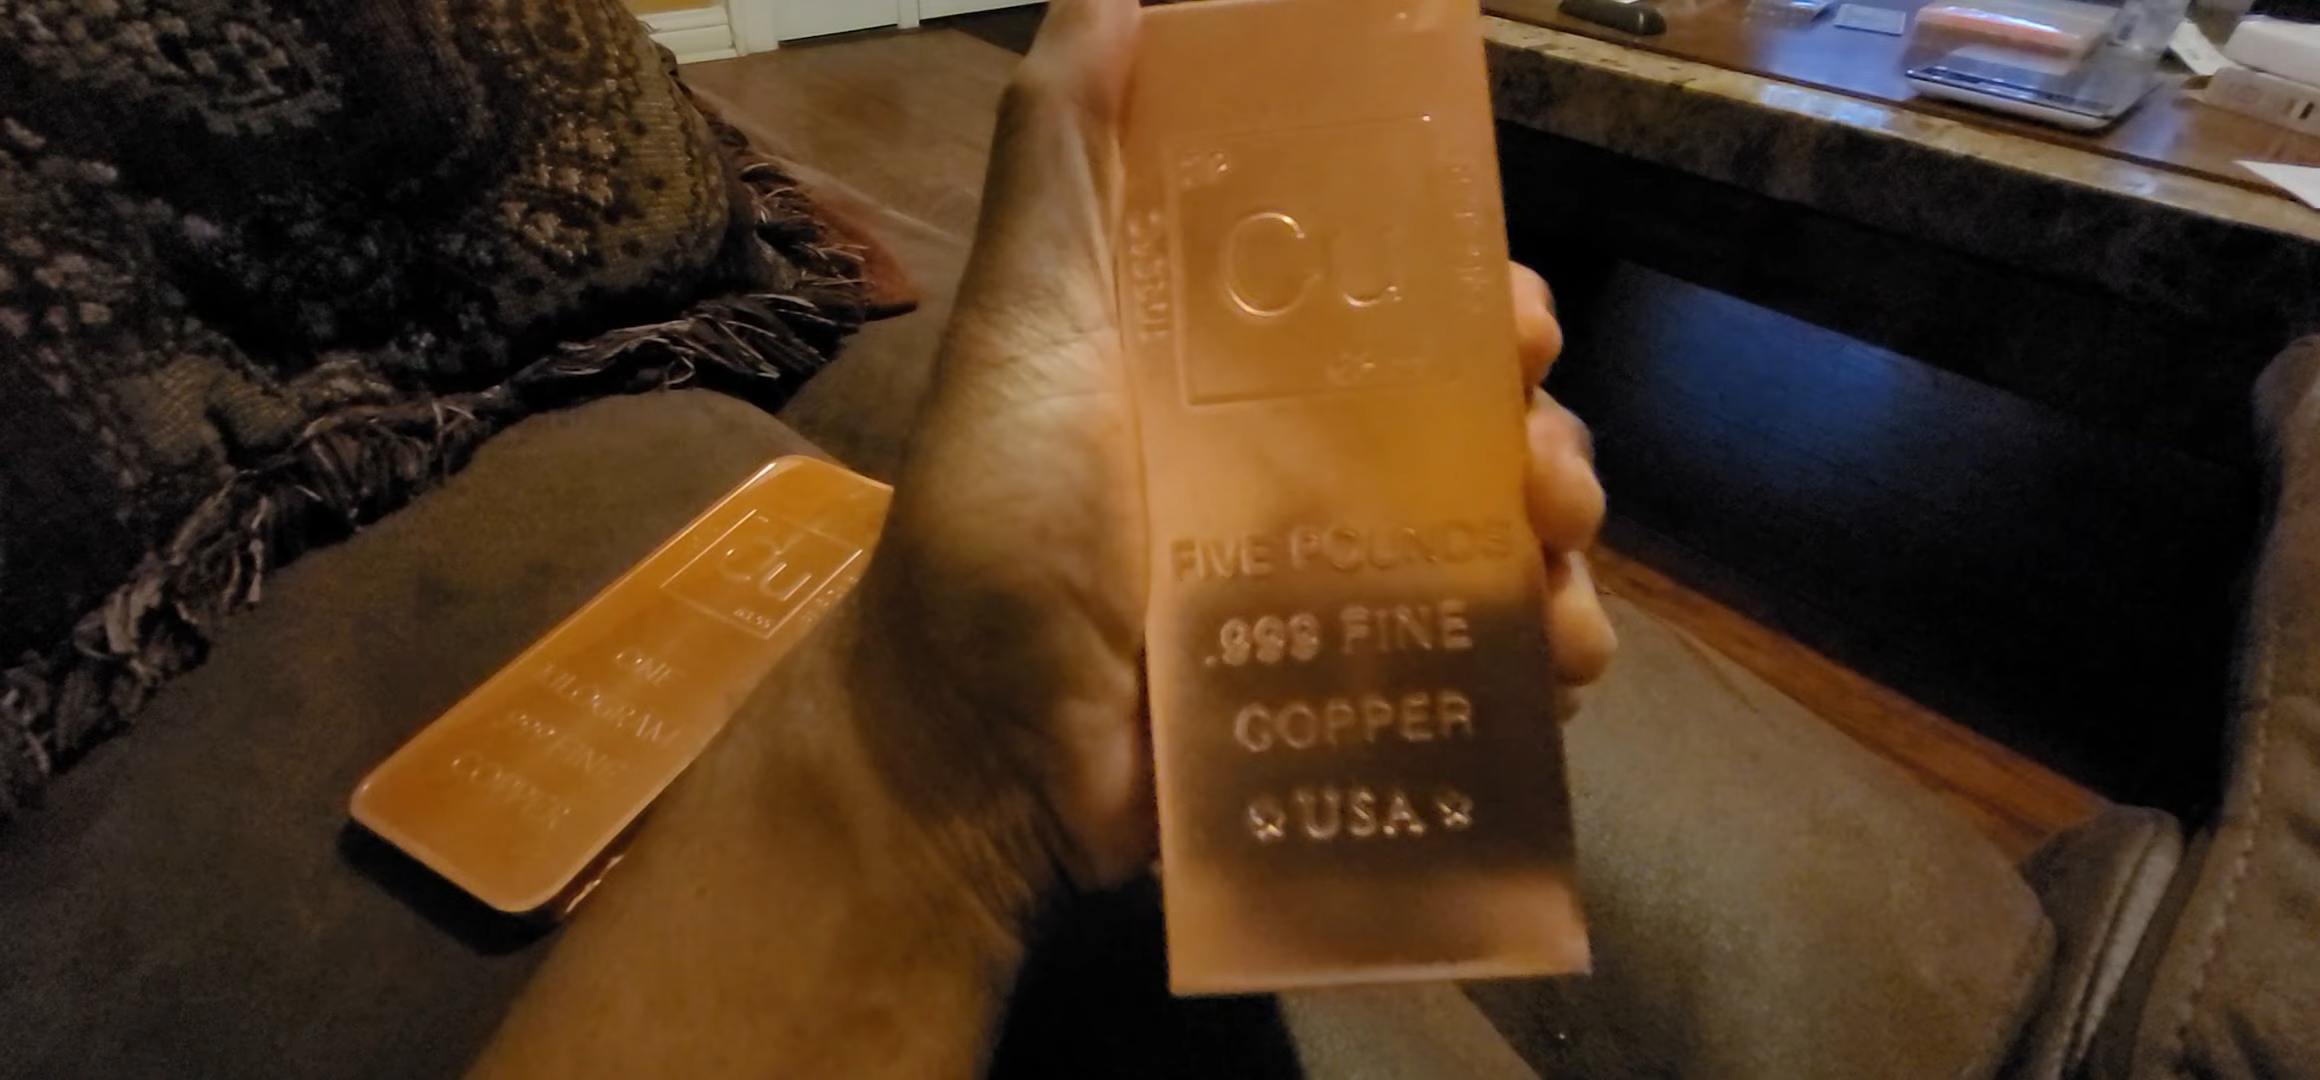 Cu
FIVE POUNDS
.999 FINE
COPPER
☆ USA ☆
Cu
ONE
KILOGRAM
.999 FINE
COPPER